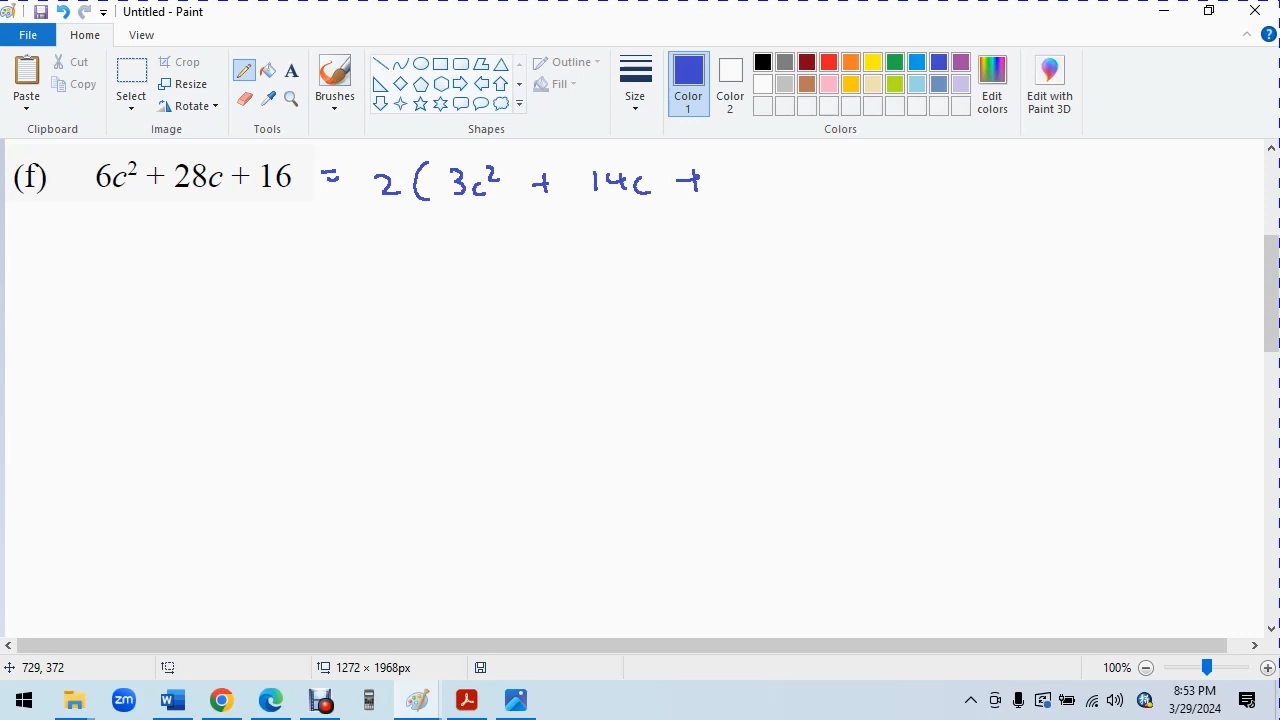 Untitled - Paint
File Home View
Paste Cut Copy Clipboard
Select Crop Resize Rotate Image
A Tools
Brushes
Outline Fill Shapes
Size
Color 1 Color 2 Colors
Edit colors
Edit with Paint 3D
(f) 6c² + 28c + 16 = 2 ( 3c² + 14c +
729, 372 1272 × 1968px 100%
zm W 8:53 PM
3/29/2024